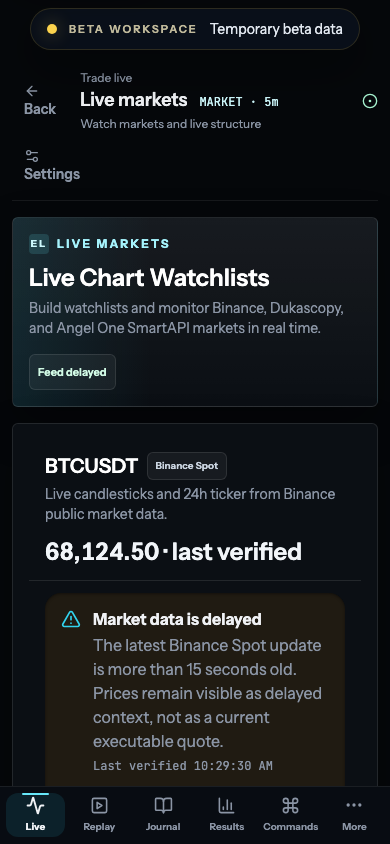 BETA WORKSPACE Temporary beta data
Trade live
Back
Live markets MARKET · 5m
Watch markets and live structure
Settings
EL LIVE MARKETS
Live Chart Watchlists
Build watchlists and monitor Binance, Dukascopy,
and Angel One SmartAPI markets in real time.
Feed delayed
BTCUSDT Binance Spot
Live candlesticks and 24h ticker from Binance
public market data.
68,124.50 · last verified
Market data is delayed
The latest Binance Spot update
is more than 15 seconds old.
Prices remain visible as delayed
context, not as a current
executable quote.
Last verified 10:29:30 AM
Live Replay Journal Results Commands More